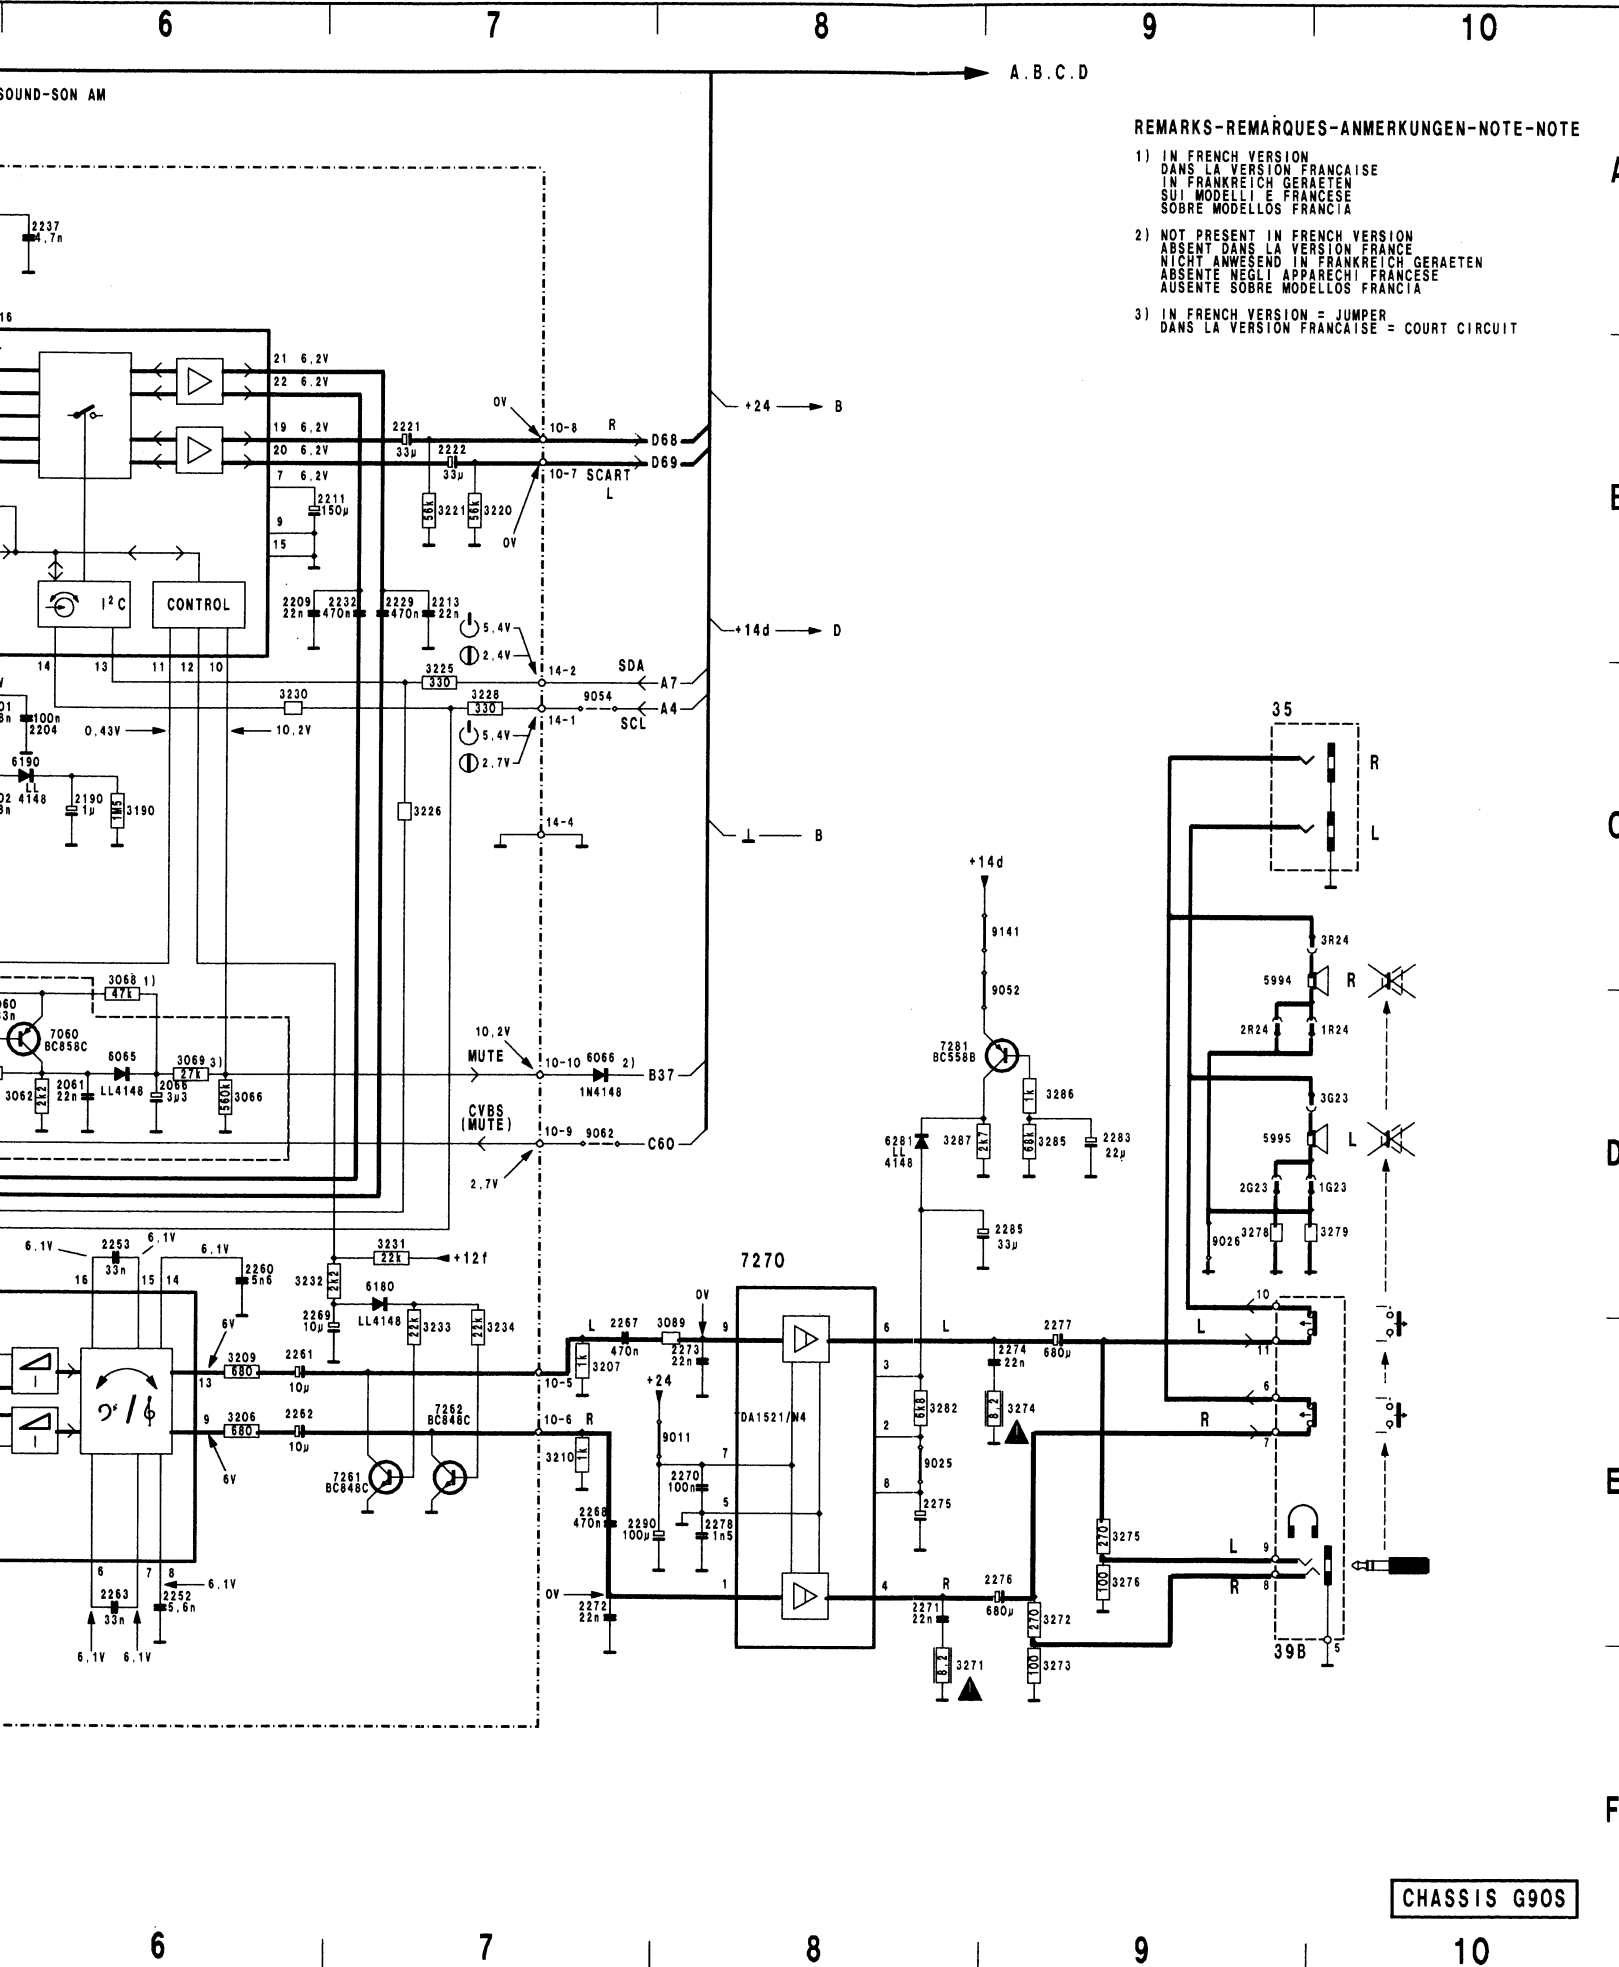 6 7 8 9 10
A.B.C.D
SOUND-SON AM
REMARKS-REMARQUES-ANMERKUNGEN-NOTE-NOTE
1) IN FRENCH VERSION
DANS LA VERSION FRANCAISE
IN FRANKREICH GERAETEN
SUI MODELLI E FRANCESE
SOBRE MODELLOS FRANCIA
2) NOT PRESENT IN FRENCH VERSION
ABSENT DANS LA VERSION FRANCE
NICHT ANWESEND IN FRANKREICH GERAETEN
ABSENTE NEGLI APPARECHI FRANCESE
AUSENTE SOBRE MODELLOS FRANCIA
3) IN FRENCH VERSION = JUMPER
DANS LA VERSION FRANCAISE = COURT CIRCUIT
A
2237
4,7n
16
21 6,2V
22 6,2V
19 6,2V
20 6,2V
7 6,2V
2221
33µ
2222
33µ
0V
10-8 R D68
10-7 SCART D69
L
+24 B
2211
150µ
9
15
56k 3221
56k 3220
0V
B
I²C
CONTROL
2209
22n
2232
470n
2229
470n
2213
22n
5,4V
2,4V
+14d D
14 13 11 12 10
3225
330
14-2 SDA A7
3230
3228
330
14-1 9054 SCL A4
5,4V
2,7V
100n
2204
0,43V
10,2V
6190
LL
4148
2190
1µ
1M5 3190
3226
14-4
B
35
R
L
C
+14d
9141
9052
3R24
5994 R
2R24 1R24
3068 1)
47k
7060
BC858C
6065
LL4148
3069 3)
27k
3062 2k2
2061
22n
2066
3µ3
560k 3066
10,2V
MUTE
10-10 6066 2)
1N4148
B37
CVBS
(MUTE)
10-9 9062 C60
2,7V
7281
BC558B
1k 3286
6281
LL
4148
3287 2k7
68k 3285
2283
22µ
3G23
5995 L
2G23 1G23
D
2285
33µ
9026 3278 3279
6.1V 2253
33n
6,1V
6,1V
16 15 14
2260
5n6
3231
22k
+12f
3232 2k2
6180
LL4148
2269
10µ
22k 3233
22k 3234
7270
6V
3209
680
13
2261
10µ
9
3206
680
2262
10µ
6V
7262
BC848C
7261
BC848C
10-5
10-6 R
L 2267
470n
3089
1k 3207
0V
9
2273
22n
+24
TDA1521/N4
9011
3210 1k
7
2270
100n
5
2268
470n
2290
100µ
2278
1n5
6 L
3
6k8 3282
2
9025
8
2275
2274
22n
8,2 3274
2277
680µ
10
L
11
6
R
7
E
270 3275
100 3276
L 9
R 8
5
39B
6 7 8
2263
33n
2252
5,6n
6.1V
6,1V 6,1V
0V
2272
22n
1
4 R
2271
22n
8,2 3271
2276
680µ
270 3272
100 3273
F
CHASSIS G90S
6 7 8 9 10